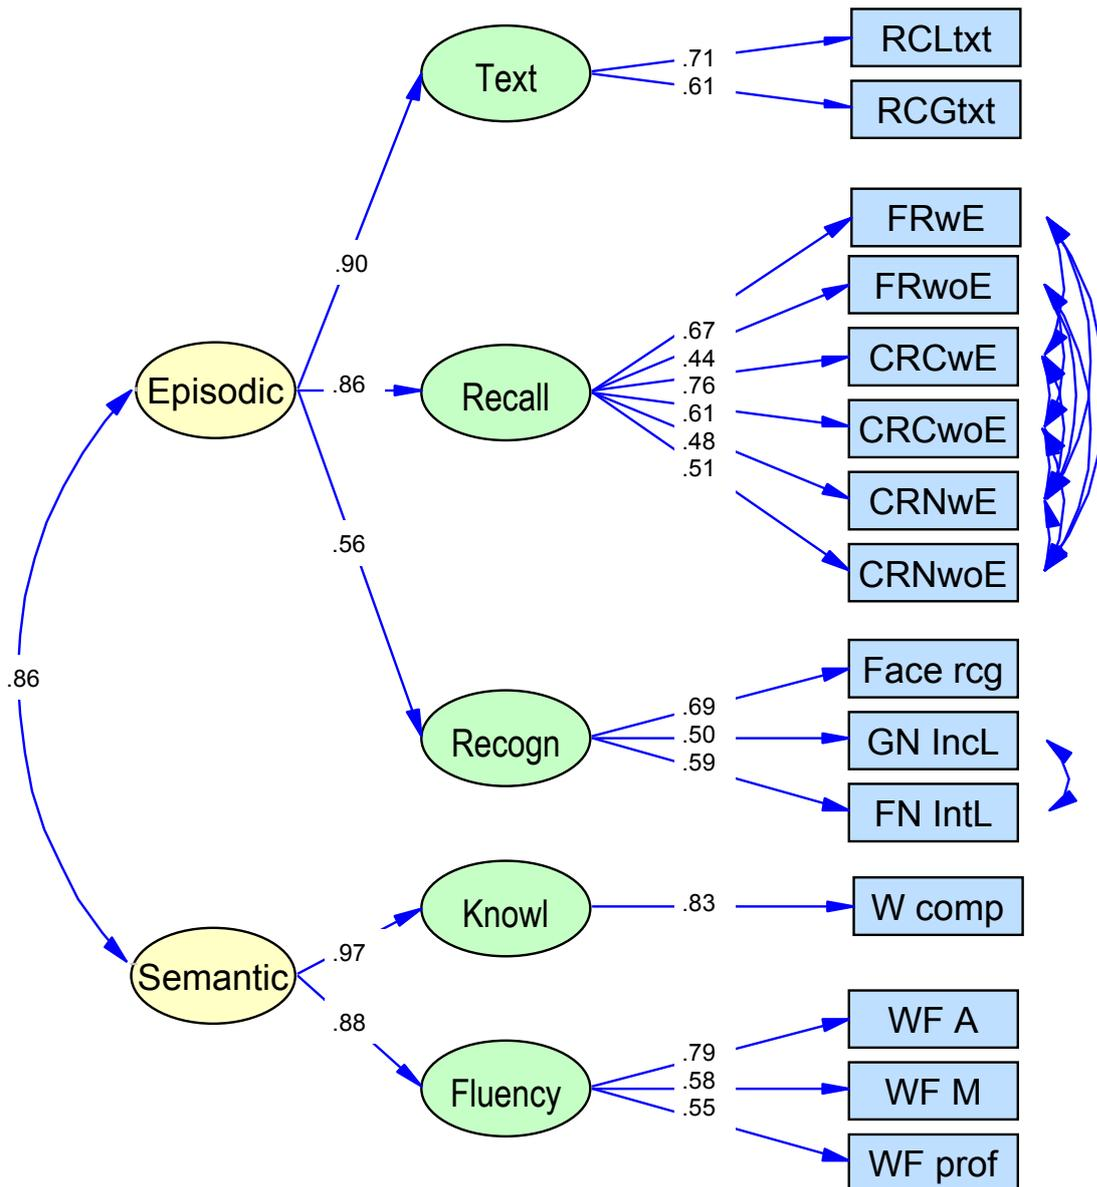 Text
.71
.61
RCLtxt
RCGtxt
.90
Episodic
.86
Recall
.67
.44
.76
.61
.48
.51
FRwE
FRwoE
CRCwE
CRCwoE
CRNwE
CRNwoE
.56
.86
Recogn
.69
.50
.59
Face rcg
GN IncL
FN IntL
Semantic
.97
Knowl
.83
W comp
.88
Fluency
.79
.58
.55
WF A
WF M
WF prof